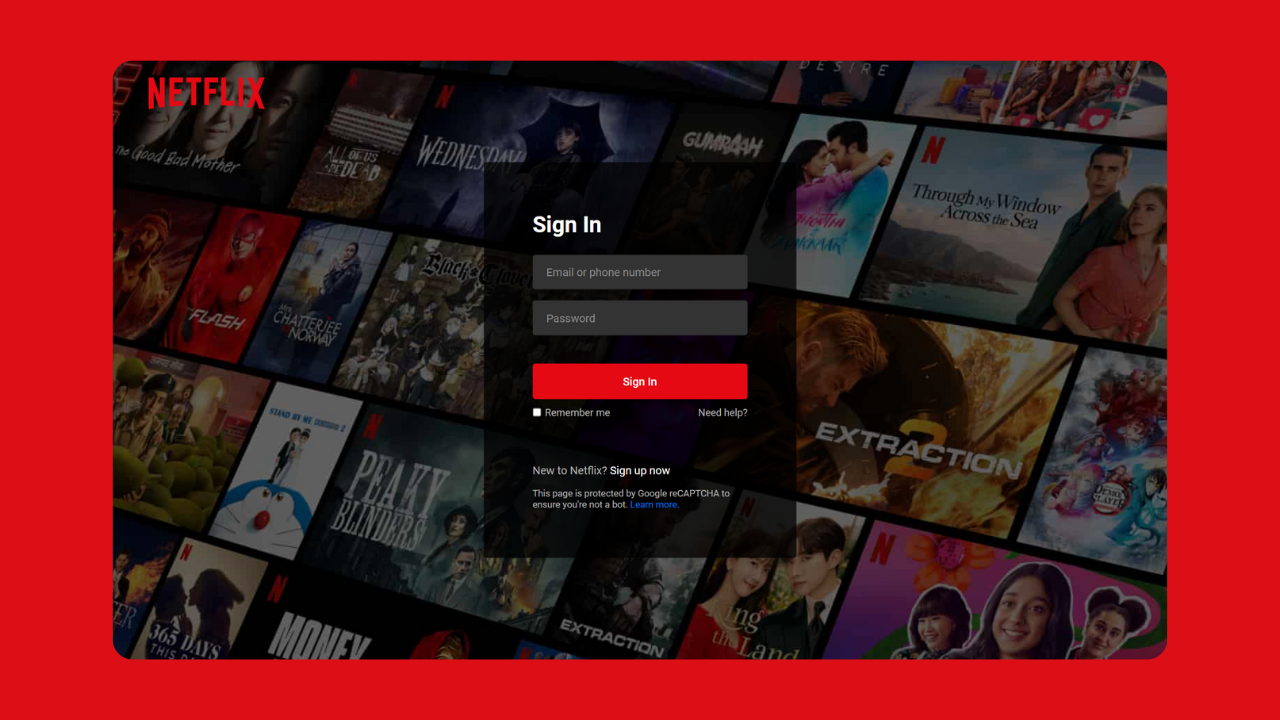 DESIRE
NETFLIX
The Good Bad Mother
ALL OF US
ARE DEAD
WEDNESDAY
GUMRAAH
Through My Window
Across the Sea
Sign In
Black Clover
Email or phone number
THE
FLASH
Mrs.
CHATTERJEE
VS
NORWAY
Password
Sign In
Remember me
Need help?
STAND BY ME
2
EXTRACTION
2
PEAKY
BLINDERS
New to Netflix? Sign up now
DEMON
SLAYER
This page is protected by Google reCAPTCHA to
ensure you're not a bot. Learn more.
365 DAYS
THIS DAY
MONEY
EXTRACTION
King
the Land